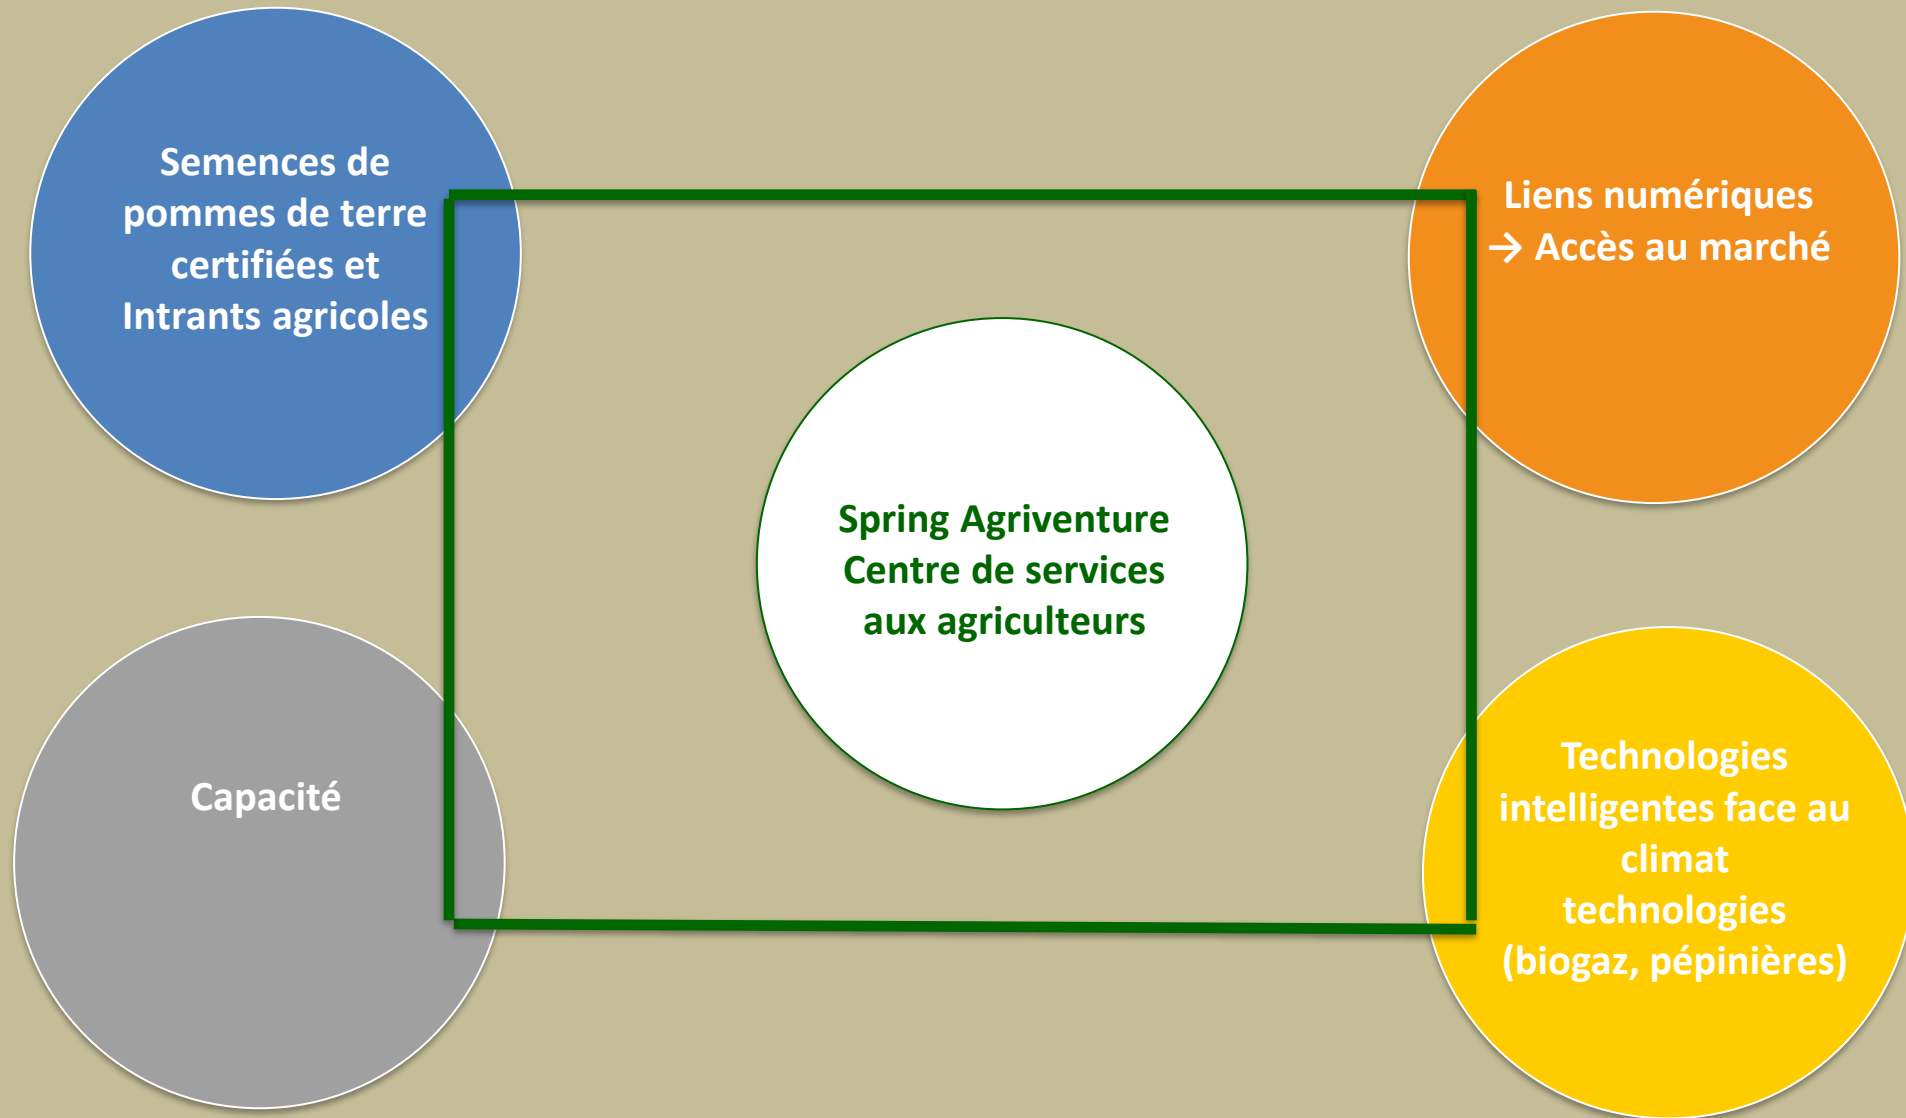 Semences de
pommes de terre
certifiées et
Intrants agricoles
Liens numériques
→ Accès au marché
Spring Agriventure
Centre de services
aux agriculteurs
Capacité
Technologies
intelligentes face au
climat
technologies
(biogaz, pépinières)